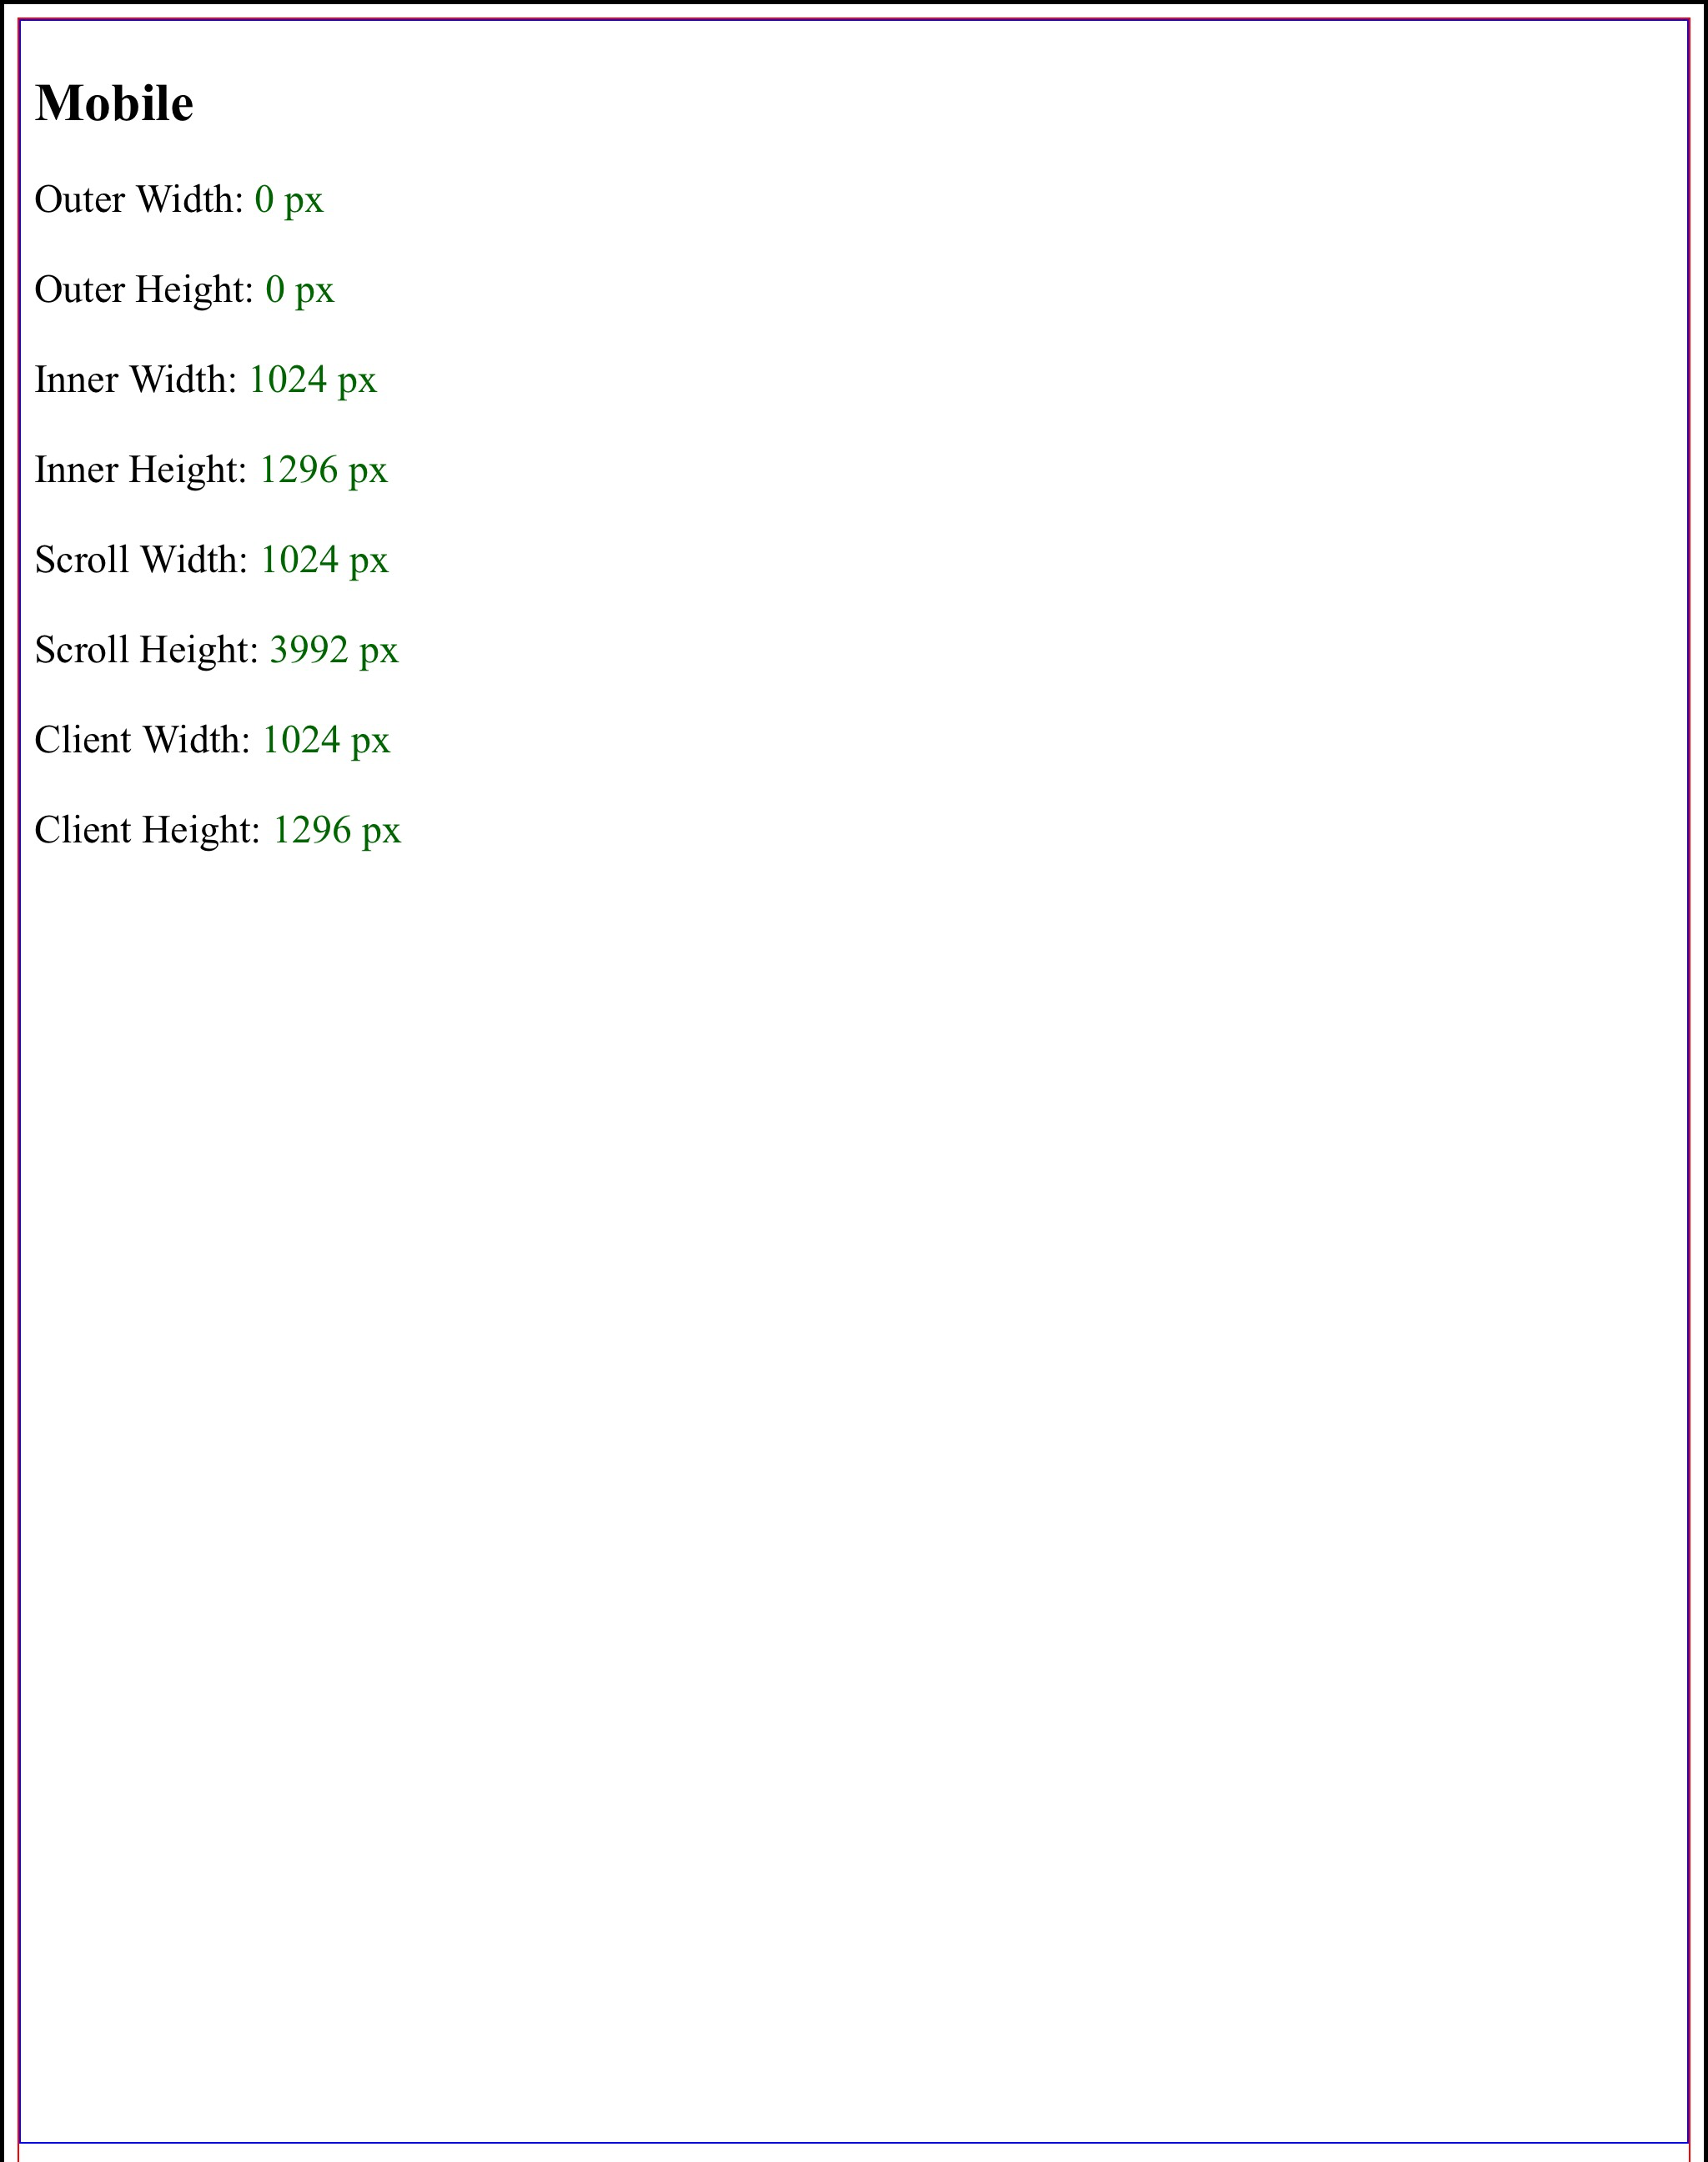 Mobile
Outer Width: 0 px
Outer Height: 0 px
Inner Width: 1024 px
Inner Height: 1296 px
Scroll Width: 1024 px
Scroll Height: 3992 px
Client Width: 1024 px
Client Height: 1296 px